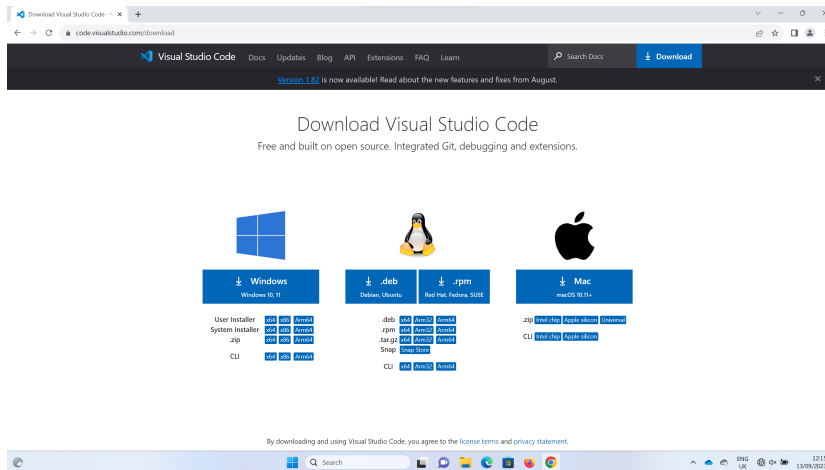 Download Visual Studio Code -
code.visualstudio.com/download
Visual Studio Code Docs Updates Blog API Extensions FAQ Learn Search Docs Download
Version 1.82 is now available! Read about the new features and fixes from August.
Download Visual Studio Code
Free and built on open source. Integrated Git, debugging and extensions.
Windows
Windows 10, 11
.deb
Debian, Ubuntu
.rpm
Red Hat, Fedora, SUSE
Mac
macOS 10.11+
User Installer x64 x86 Arm64
System Installer x64 x86 Arm64
.zip x64 x86 Arm64
CLI x64 x86 Arm64
.deb x64 Arm32 Arm64
.rpm x64 Arm32 Arm64
.tar.gz x64 Arm32 Arm64
Snap Snap Store
CLI x64 Arm32 Arm64
.zip Intel chip Apple silicon Universal
CLI Intel chip Apple silicon
By downloading and using Visual Studio Code, you agree to the license terms and privacy statement.
Search
ENG
UK
12:15